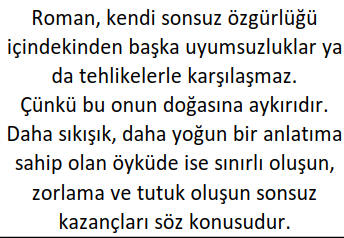 Roman, kendi sonsuz özgürlüğü
içindekinden başka uyumsuzluklar ya
da tehlikelerle karşılaşmaz.
Çünkü bu onun doğasına aykırıdır.
Daha sıkışık, daha yoğun bir anlatıma
sahip olan öyküde ise sınırlı oluşun,
zorlama ve tutuk oluşun sonsuz
kazançları söz konusudur.